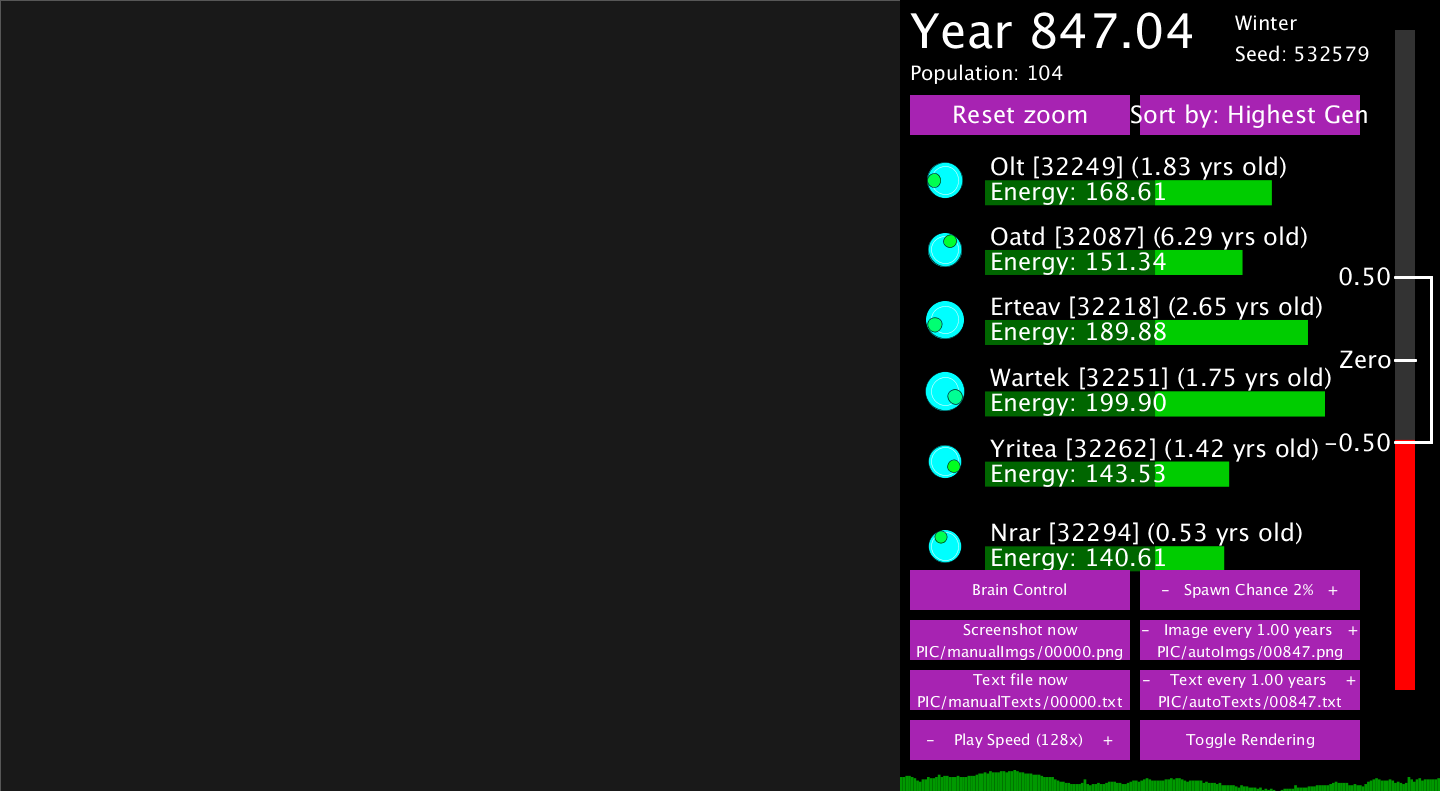 Year 847.04
Winter
Seed: 532579
Population: 104
Reset zoom
Sort by: Highest Gen
Olt [32249] (1.83 yrs old)
Energy: 168.61
Oatd [32087] (6.29 yrs old)
Energy: 151.34
0.50
Erteav [32218] (2.65 yrs old)
Energy: 189.88
Zero
Wartek [32251] (1.75 yrs old)
Energy: 199.90
Yritea [32262] (1.42 yrs old)
-0.50
Energy: 143.53
Nrar [32294] (0.53 yrs old)
Energy: 140.61
Brain Control
- Spawn Chance 2% +
Screenshot now
PIC/manualImgs/00000.png
- Image every 1.00 years +
PIC/autoImgs/00847.png
Text file now
PIC/manualTexts/00000.txt
- Text every 1.00 years +
PIC/autoTexts/00847.txt
- Play Speed (128x) +
Toggle Rendering